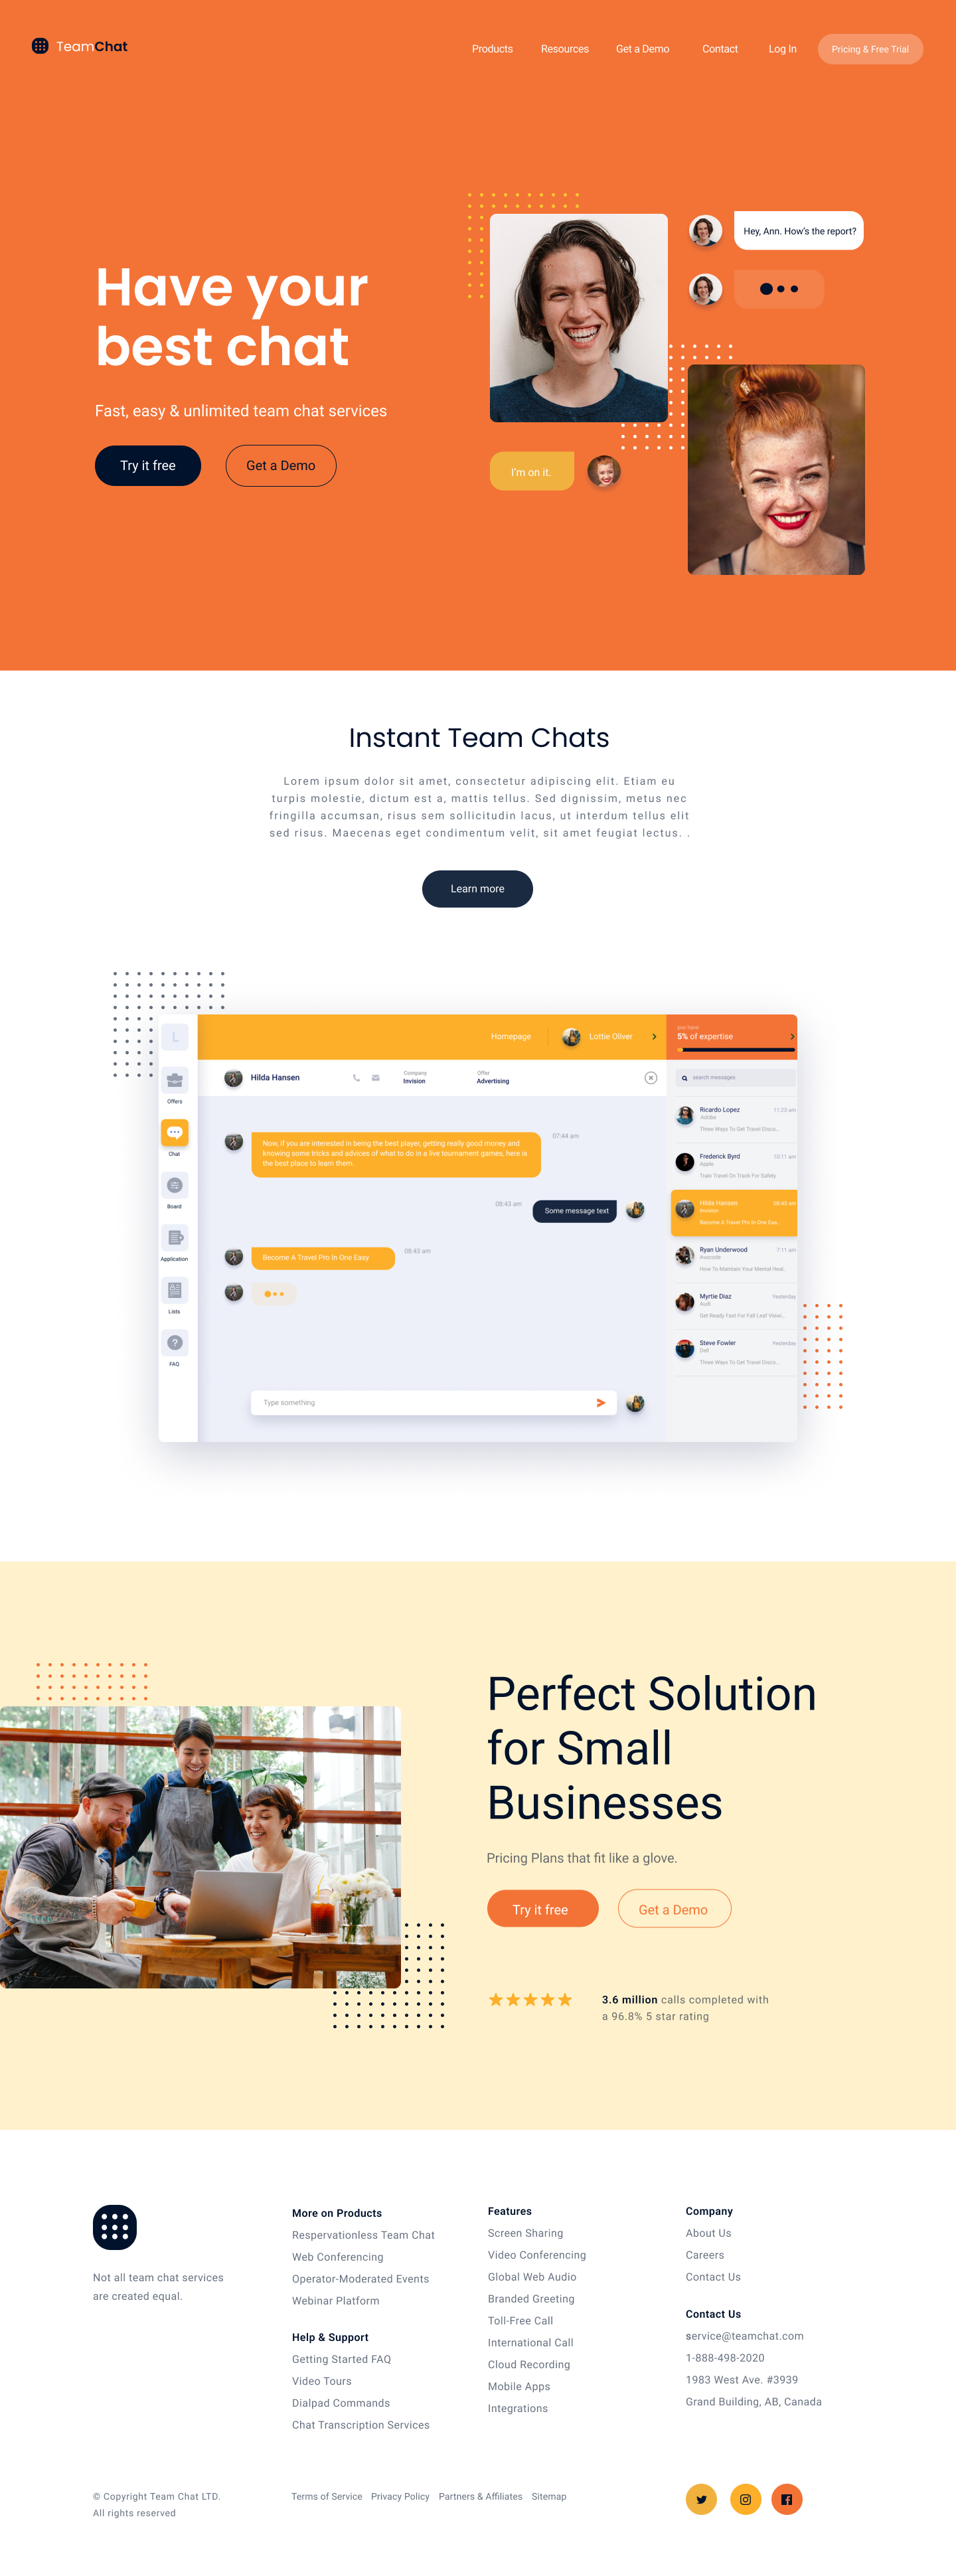 TeamChat
Products
Resources
Get a Demo
Contact
Log In
Pricing & Free Trial
Have your
best chat
Fast, easy & unlimited team chat services
Try it free
Get a Demo
Hey, Ann. How's the report?
I'm on it.
Instant Team Chats
Lorem ipsum dolor sit amet, consectetur adipiscing elit. Etiam eu
turpis molestie, dictum est a, mattis tellus. Sed dignissim, metus nec
fringilla accumsan, risus sem sollicitudin lacus, ut interdum tellus elit
sed risus. Maecenas eget condimentum velit, sit amet feugiat lectus. .
Learn more
L
Offers
Chat
Board
Application
Lists
FAQ
Homepage
Lottie Oliver
you have
5% of expertise
Hilda Hansen
Company
Invision
Offer
Advertising
search messages
07:44 am
Now, if you are interested in being the best player, getting really good money and
knowing some tricks and advices of what to do in a live tournament games, here is
the best place to learn them.
08:43 am
Some message text
Become A Travel Pro In One Easy
08:43 am
Type something
Ricardo Lopez
11:23 am
Adobe
Three Ways To Get Travel Disco...
Frederick Byrd
10:11 am
Apple
Train Travel On Track For Safety
Hilda Hansen
08:43 am
Invision
Become A Travel Pro In One Eas...
Ryan Underwood
7:11 am
Avocode
How To Maintain Your Mental Heal..
Myrtie Diaz
Yesterday
Audi
Get Ready Fast For Fall Leaf Viewi...
Steve Fowler
Yesterday
Dell
Three Ways To Get Travel Disco...
Perfect Solution
for Small
Businesses
Pricing Plans that fit like a glove.
Try it free
Get a Demo
3.6 million calls completed with
a 96.8% 5 star rating
Not all team chat services
are created equal.
More on Products
Respervationless Team Chat
Web Conferencing
Operator-Moderated Events
Webinar Platform
Help & Support
Getting Started FAQ
Video Tours
Dialpad Commands
Chat Transcription Services
Features
Screen Sharing
Video Conferencing
Global Web Audio
Branded Greeting
Toll-Free Call
International Call
Cloud Recording
Mobile Apps
Integrations
Company
About Us
Careers
Contact Us
Contact Us
service@teamchat.com
1-888-498-2020
1983 West Ave. #3939
Grand Building, AB, Canada
© Copyright Team Chat LTD.
All rights reserved
Terms of Service
Privacy Policy
Partners & Affiliates
Sitemap